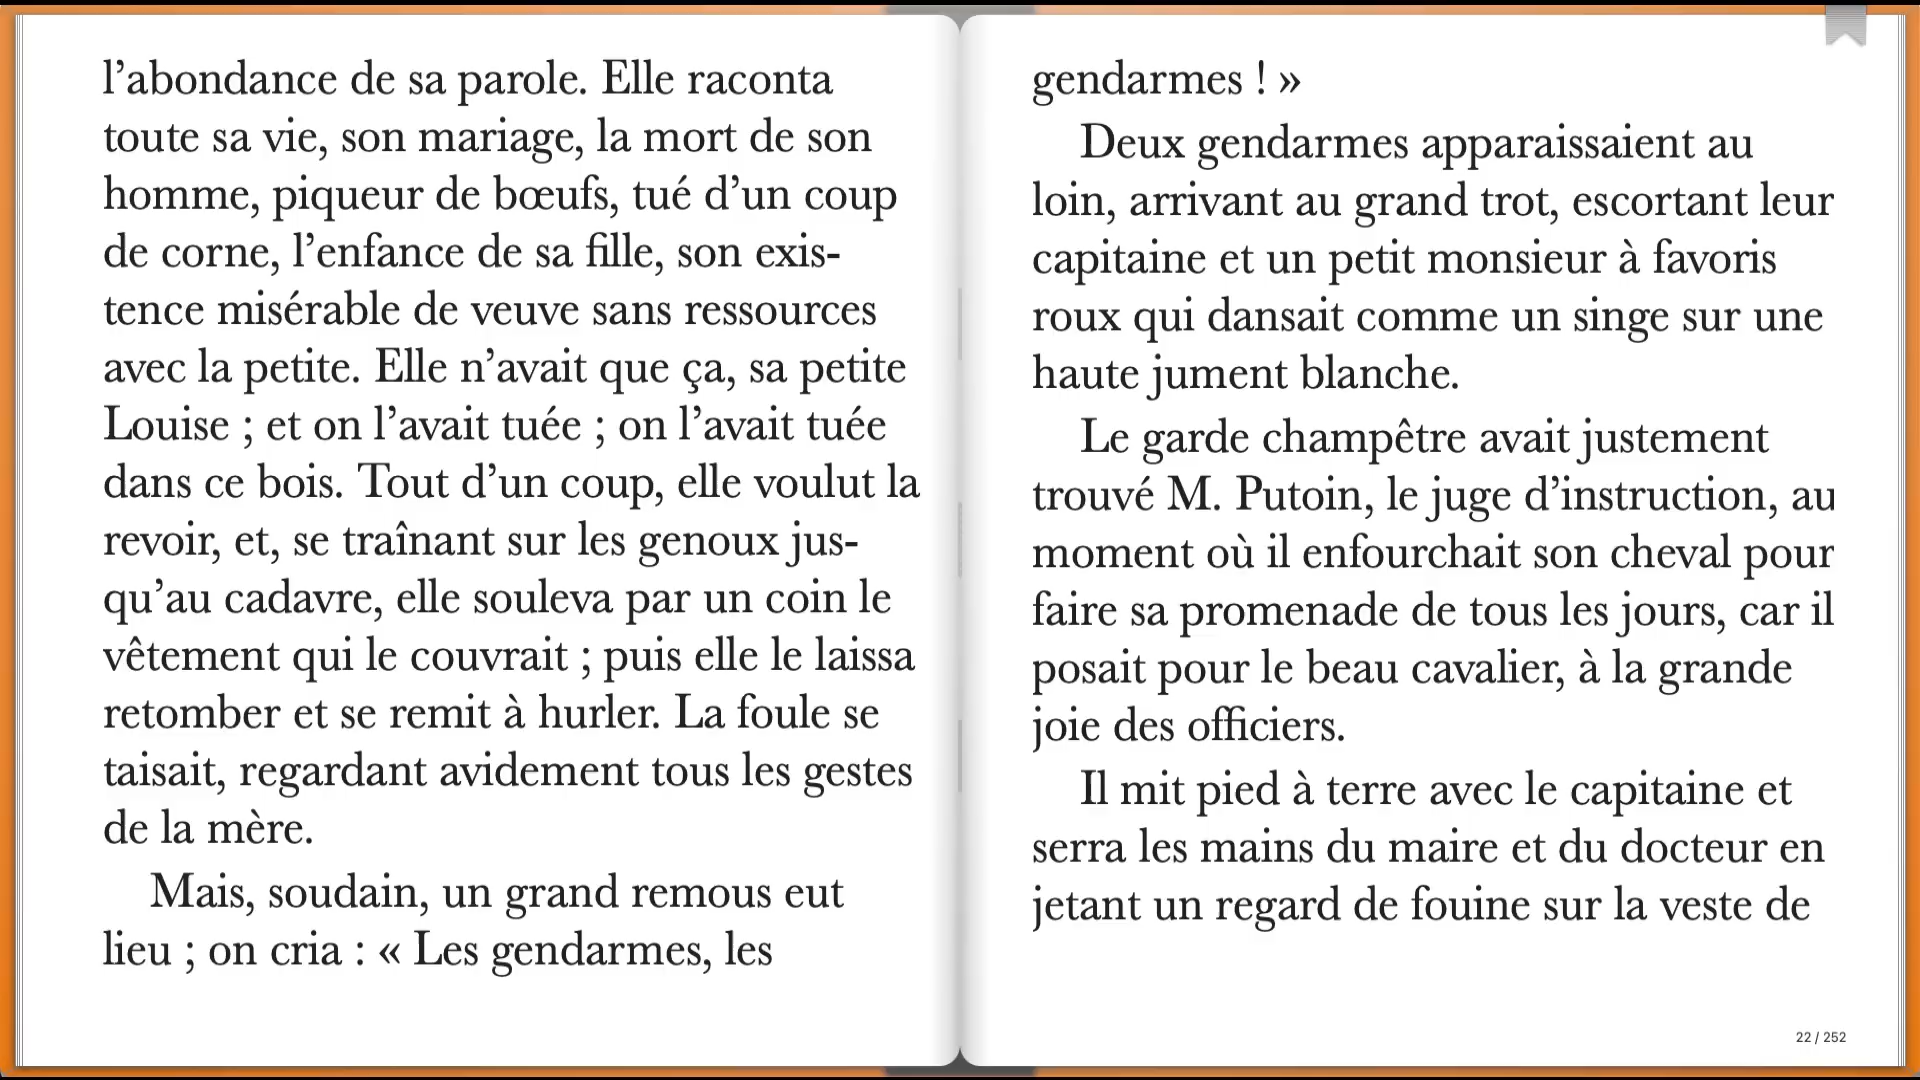 l’abondance de sa parole. Elle raconta
toute sa vie, son mariage, la mort de son
homme, piqueur de bœufs, tué d’un coup
de corne, l’enfance de sa fille, son exis-
tence misérable de veuve sans ressources
avec la petite. Elle n’avait que ça, sa petite
Louise ; et on l’avait tuée ; on l’avait tuée
dans ce bois. Tout d’un coup, elle voulut la
revoir, et, se traînant sur les genoux jus-
qu’au cadavre, elle souleva par un coin le
vêtement qui le couvrait ; puis elle le laissa
retomber et se remit à hurler. La foule se
taisait, regardant avidement tous les gestes
de la mère.
Mais, soudain, un grand remous eut
lieu ; on cria : « Les gendarmes, les
gendarmes ! »
Deux gendarmes apparaissaient au
loin, arrivant au grand trot, escortant leur
capitaine et un petit monsieur à favoris
roux qui dansait comme un singe sur une
haute jument blanche.
Le garde champêtre avait justement
trouvé M. Putoin, le juge d’instruction, au
moment où il enfourchait son cheval pour
faire sa promenade de tous les jours, car il
posait pour le beau cavalier, à la grande
joie des officiers.
Il mit pied à terre avec le capitaine et
serra les mains du maire et du docteur en
jetant un regard de fouine sur la veste de
22 / 252